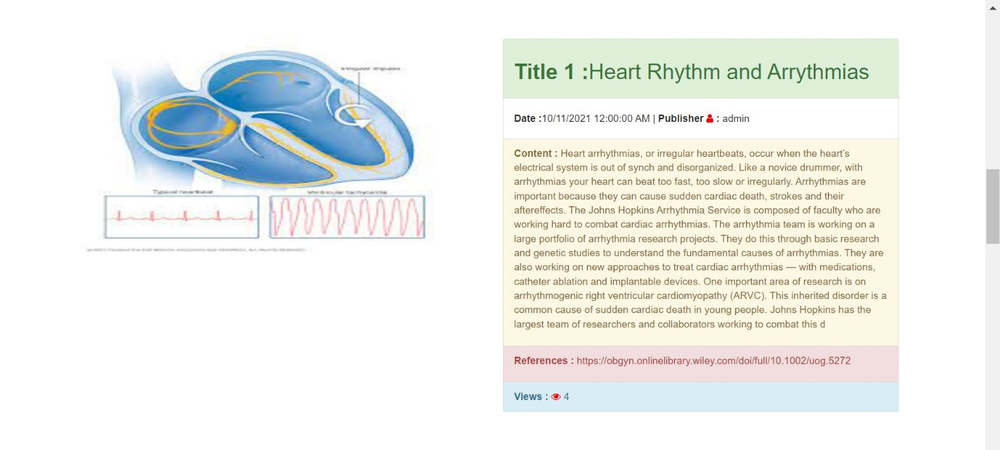 Irregular impulses
Typical heartbeat
Ventricular tachycardia
Title 1 :Heart Rhythm and Arrythmias
Date :10/11/2021 12:00:00 AM | Publisher : admin
Content : Heart arrhythmias, or irregular heartbeats, occur when the heart’s
electrical system is out of synch and disorganized. Like a novice drummer, with
arrhythmias your heart can beat too fast, too slow or irregularly. Arrhythmias are
important because they can cause sudden cardiac death, strokes and their
aftereffects. The Johns Hopkins Arrhythmia Service is composed of faculty who are
working hard to combat cardiac arrhythmias. The arrhythmia team is working on a
large portfolio of arrhythmia research projects. They do this through basic research
and genetic studies to understand the fundamental causes of arrhythmias. They are
also working on new approaches to treat cardiac arrhythmias — with medications,
catheter ablation and implantable devices. One important area of research is on
arrhythmogenic right ventricular cardiomyopathy (ARVC). This inherited disorder is a
common cause of sudden cardiac death in young people. Johns Hopkins has the
largest team of researchers and collaborators working to combat this d
References : https://obgyn.onlinelibrary.wiley.com/doi/full/10.1002/uog.5272
Views : 4